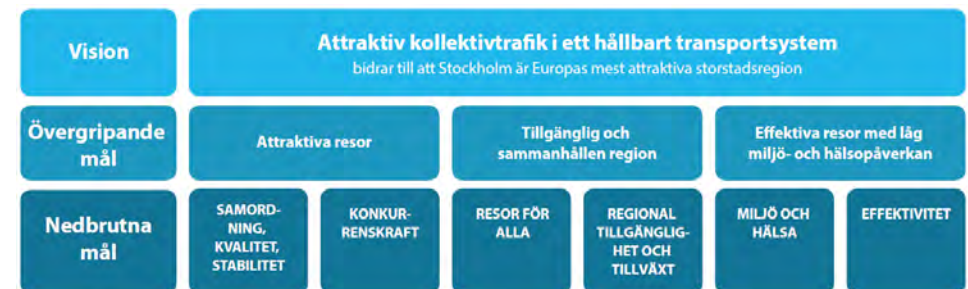 Vision
Attraktiv kollektivtrafik i ett hållbart transportsystem
bidrar till att Stockholm är Europas mest attraktiva storstadsregion
Övergripande
mål
Attraktiva resor
Tillgänglig och
sammanhållen region
Effektiva resor med låg
miljö- och hälsopåverkan
Nedbrutna
mål
SAMORD-
NING,
KVALITET,
STABILITET
KONKUR-
RENSKRAFT
RESOR FÖR
ALLA
REGIONAL
TILLGÄNGLIG-
HET OCH
TILLVÄXT
MILJÖ OCH
HÄLSA
EFFEKTIVITET